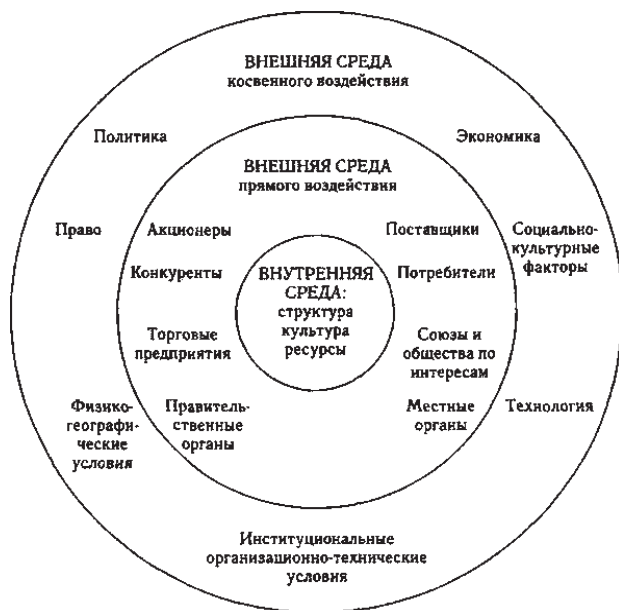 ВНЕШНЯЯ СРЕДА
косвенного воздействия
Политика
Экономика
ВНЕШНЯЯ СРЕДА
прямого воздействия
Право
Акционеры
Поставщики
Социально-
культурные
факторы
Конкуренты
ВНУТРЕННЯЯ
СРЕДА:
структура
культура
ресурсы
Потребители
Торговые
предприятия
Союзы и
общества по
интересам
Физико-
географи-
ческие
условия
Правитель-
ственные
органы
Местные
органы
Технология
Институциональные
организационно-технические
условия